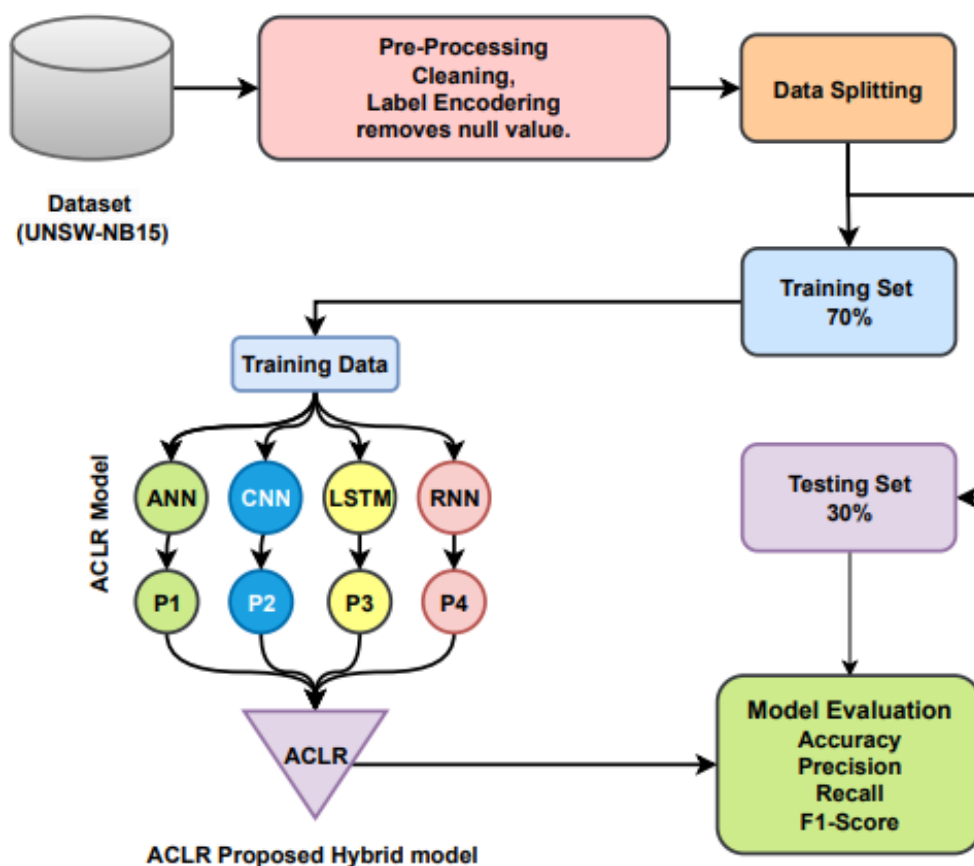 Pre-Processing
Cleaning,
Label Encodering
removes null value.
Data Splitting
Dataset
(UNSW-NB15)
Training Set
70%
Training Data
ACLR Model
ANN
CNN
LSTM
RNN
P1
P2
P3
P4
ACLR
ACLR Proposed Hybrid model
Testing Set
30%
Model Evaluation
Accuracy
Precision
Recall
F1-Score